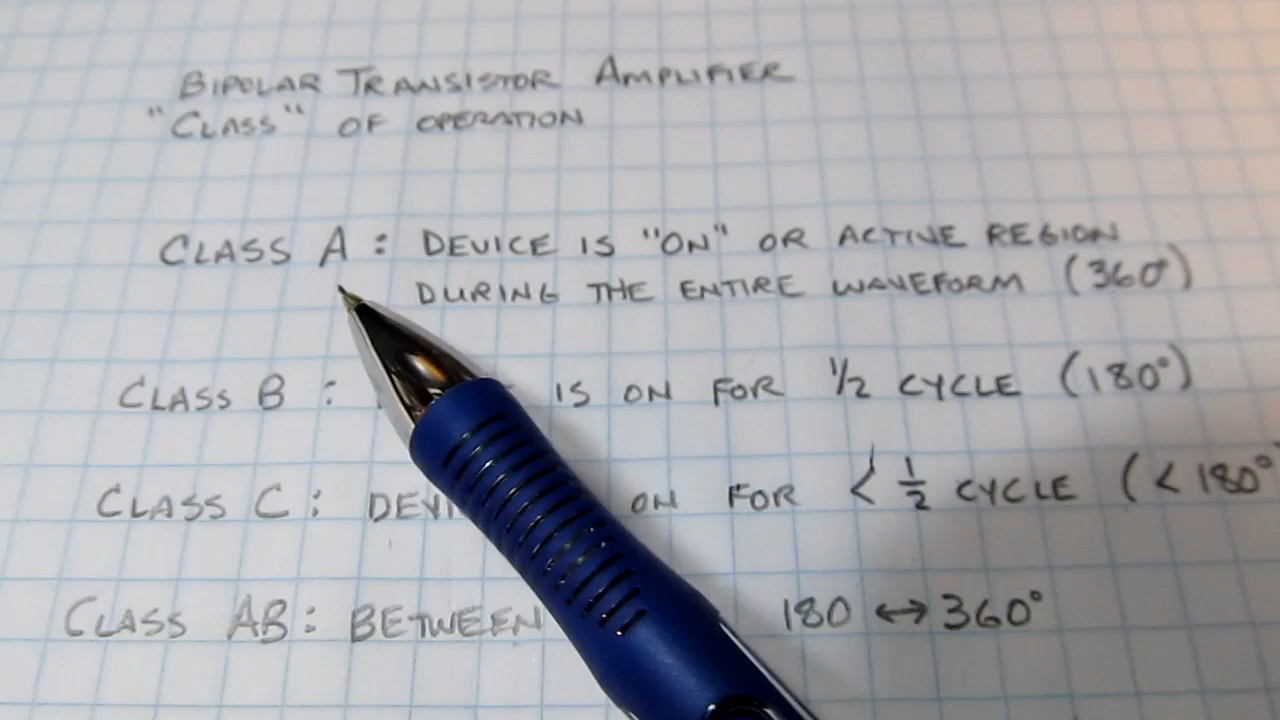 BIPOLAR TRANSISTOR AMPLIFIER
"CLASS" OF OPERATION
CLASS A : DEVICE IS "ON" OR ACTIVE REGION
DURING THE ENTIRE WAVEFORM (360°)
CLASS B : IS ON FOR 1/2 CYCLE (180°)
CLASS C : ON FOR < 1/2 CYCLE (< 180°
CLASS AB : BETWEEN 180 ↔ 360°